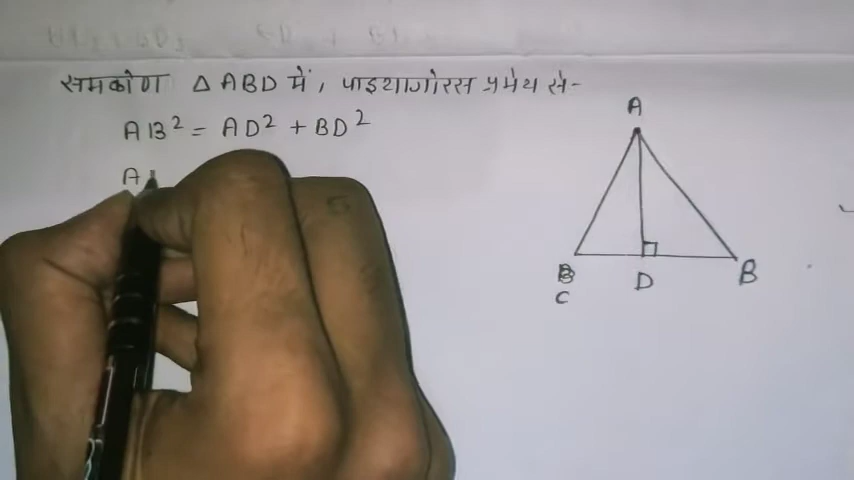 समकोण △ ABD में, पाइथागोरस प्रमेय से-
AB² = AD² + BD²
A
A
B
C
D
B